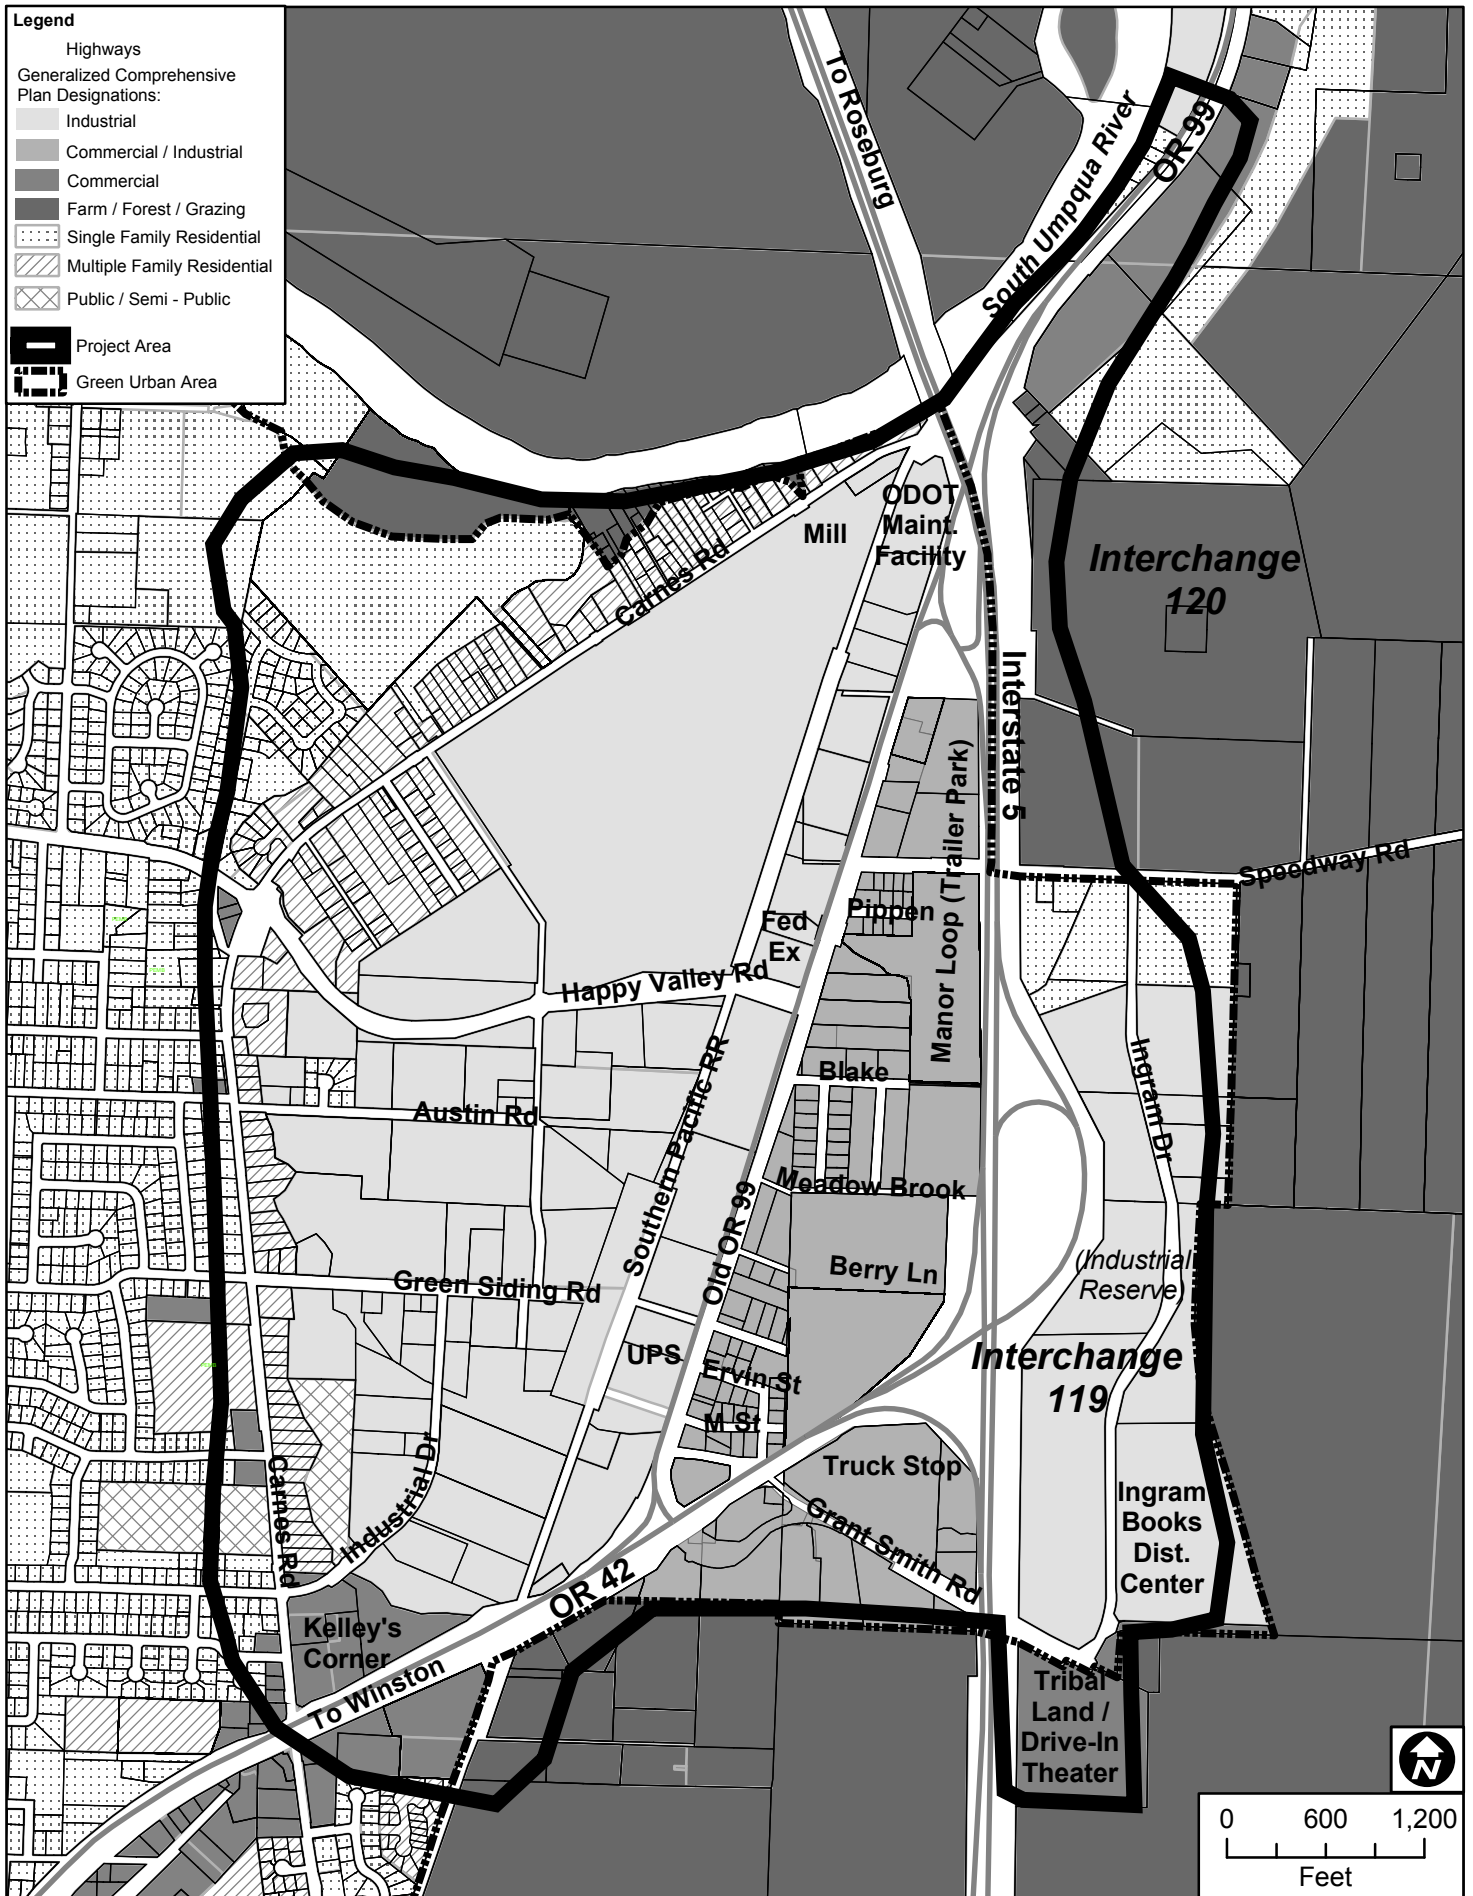 Legend
Highways
Generalized Comprehensive
Plan Designations:
Industrial
Commercial / Industrial
Commercial
Farm / Forest / Grazing
Single Family Residential
Multiple Family Residential
Public / Semi - Public
Project Area
Green Urban Area
To Roseburg
South Umpqua River
OR 99
ODOT
Maint.
Facility
Mill
Carnes Rd
Interchange
120
Interstate 5
Manor Loop (Trailer Park)
Speedway Rd
Pippen
Fed
Ex
Happy Valley Rd
Southern Pacific RR
Blake
Ingram Dr
Austin Rd
Meadow Brook
Old OR 99
Berry Ln
(Industrial
Reserve)
Green Siding Rd
UPS
Ervin St
Interchange
119
M St
Truck Stop
Carnes Rd
Industrial Dr
Grant Smith Rd
Ingram
Books
Dist.
Center
OR 42
Kelley's
Corner
To Winston
Tribal
Land /
Drive-In
Theater
N
0 600 1,200
Feet